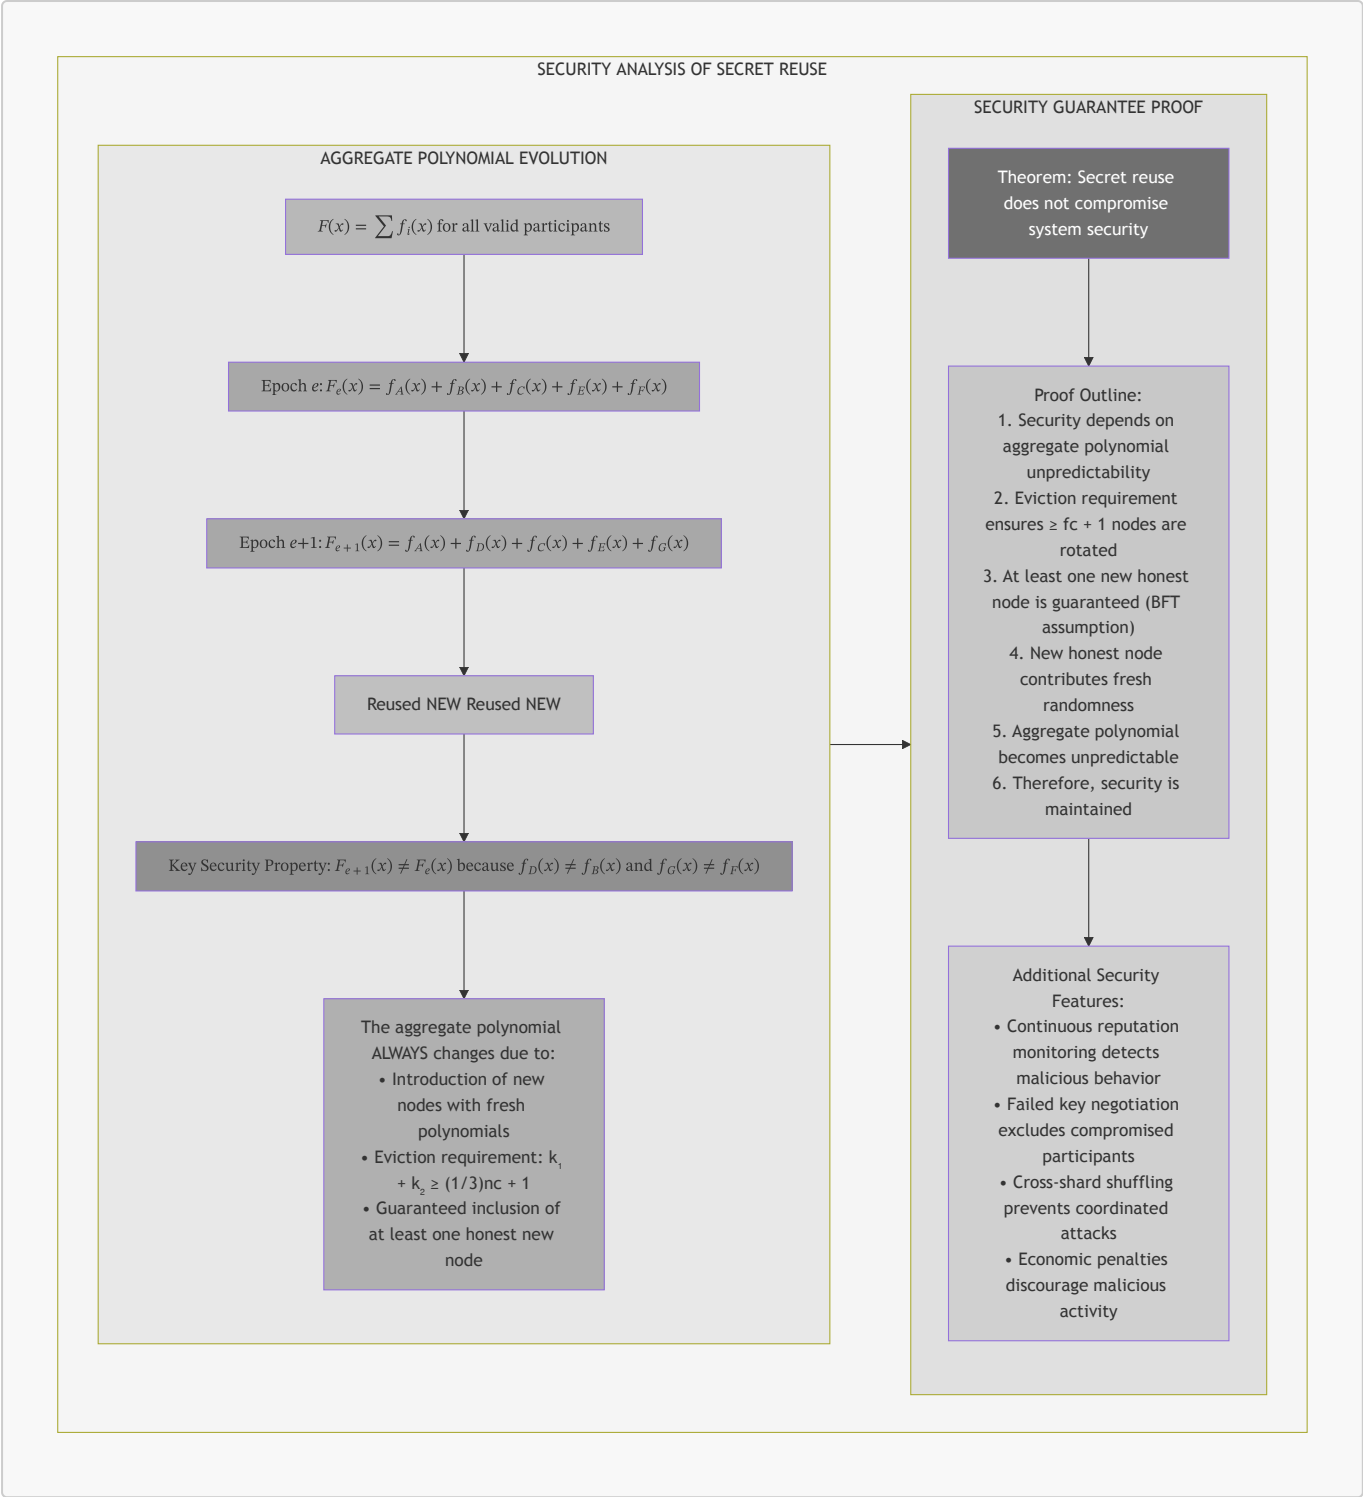 SECURITY ANALYSIS OF SECRET REUSE
AGGREGATE POLYNOMIAL EVOLUTION
F(x) = ∑ fᵢ(x) for all valid participants
Epoch e: Fₑ(x) = f_A(x) + f_B(x) + f_C(x) + f_E(x) + f_F(x)
Epoch e+1: F_{e+1}(x) = f_A(x) + f_D(x) + f_C(x) + f_E(x) + f_G(x)
Reused NEW Reused NEW
Key Security Property: F_{e+1}(x) ≠ Fₑ(x) because f_D(x) ≠ f_B(x) and f_G(x) ≠ f_F(x)
The aggregate polynomial
ALWAYS changes due to:
• Introduction of new
nodes with fresh
polynomials
• Eviction requirement: k₁
+ k₂ ≥ (1/3)nc + 1
• Guaranteed inclusion of
at least one honest new
node
SECURITY GUARANTEE PROOF
Theorem: Secret reuse
does not compromise
system security
Proof Outline:
1. Security depends on
aggregate polynomial
unpredictability
2. Eviction requirement
ensures ≥ fc + 1 nodes are
rotated
3. At least one new honest
node is guaranteed (BFT
assumption)
4. New honest node
contributes fresh
randomness
5. Aggregate polynomial
becomes unpredictable
6. Therefore, security is
maintained
Additional Security
Features:
• Continuous reputation
monitoring detects
malicious behavior
• Failed key negotiation
excludes compromised
participants
• Cross-shard shuffling
prevents coordinated
attacks
• Economic penalties
discourage malicious
activity